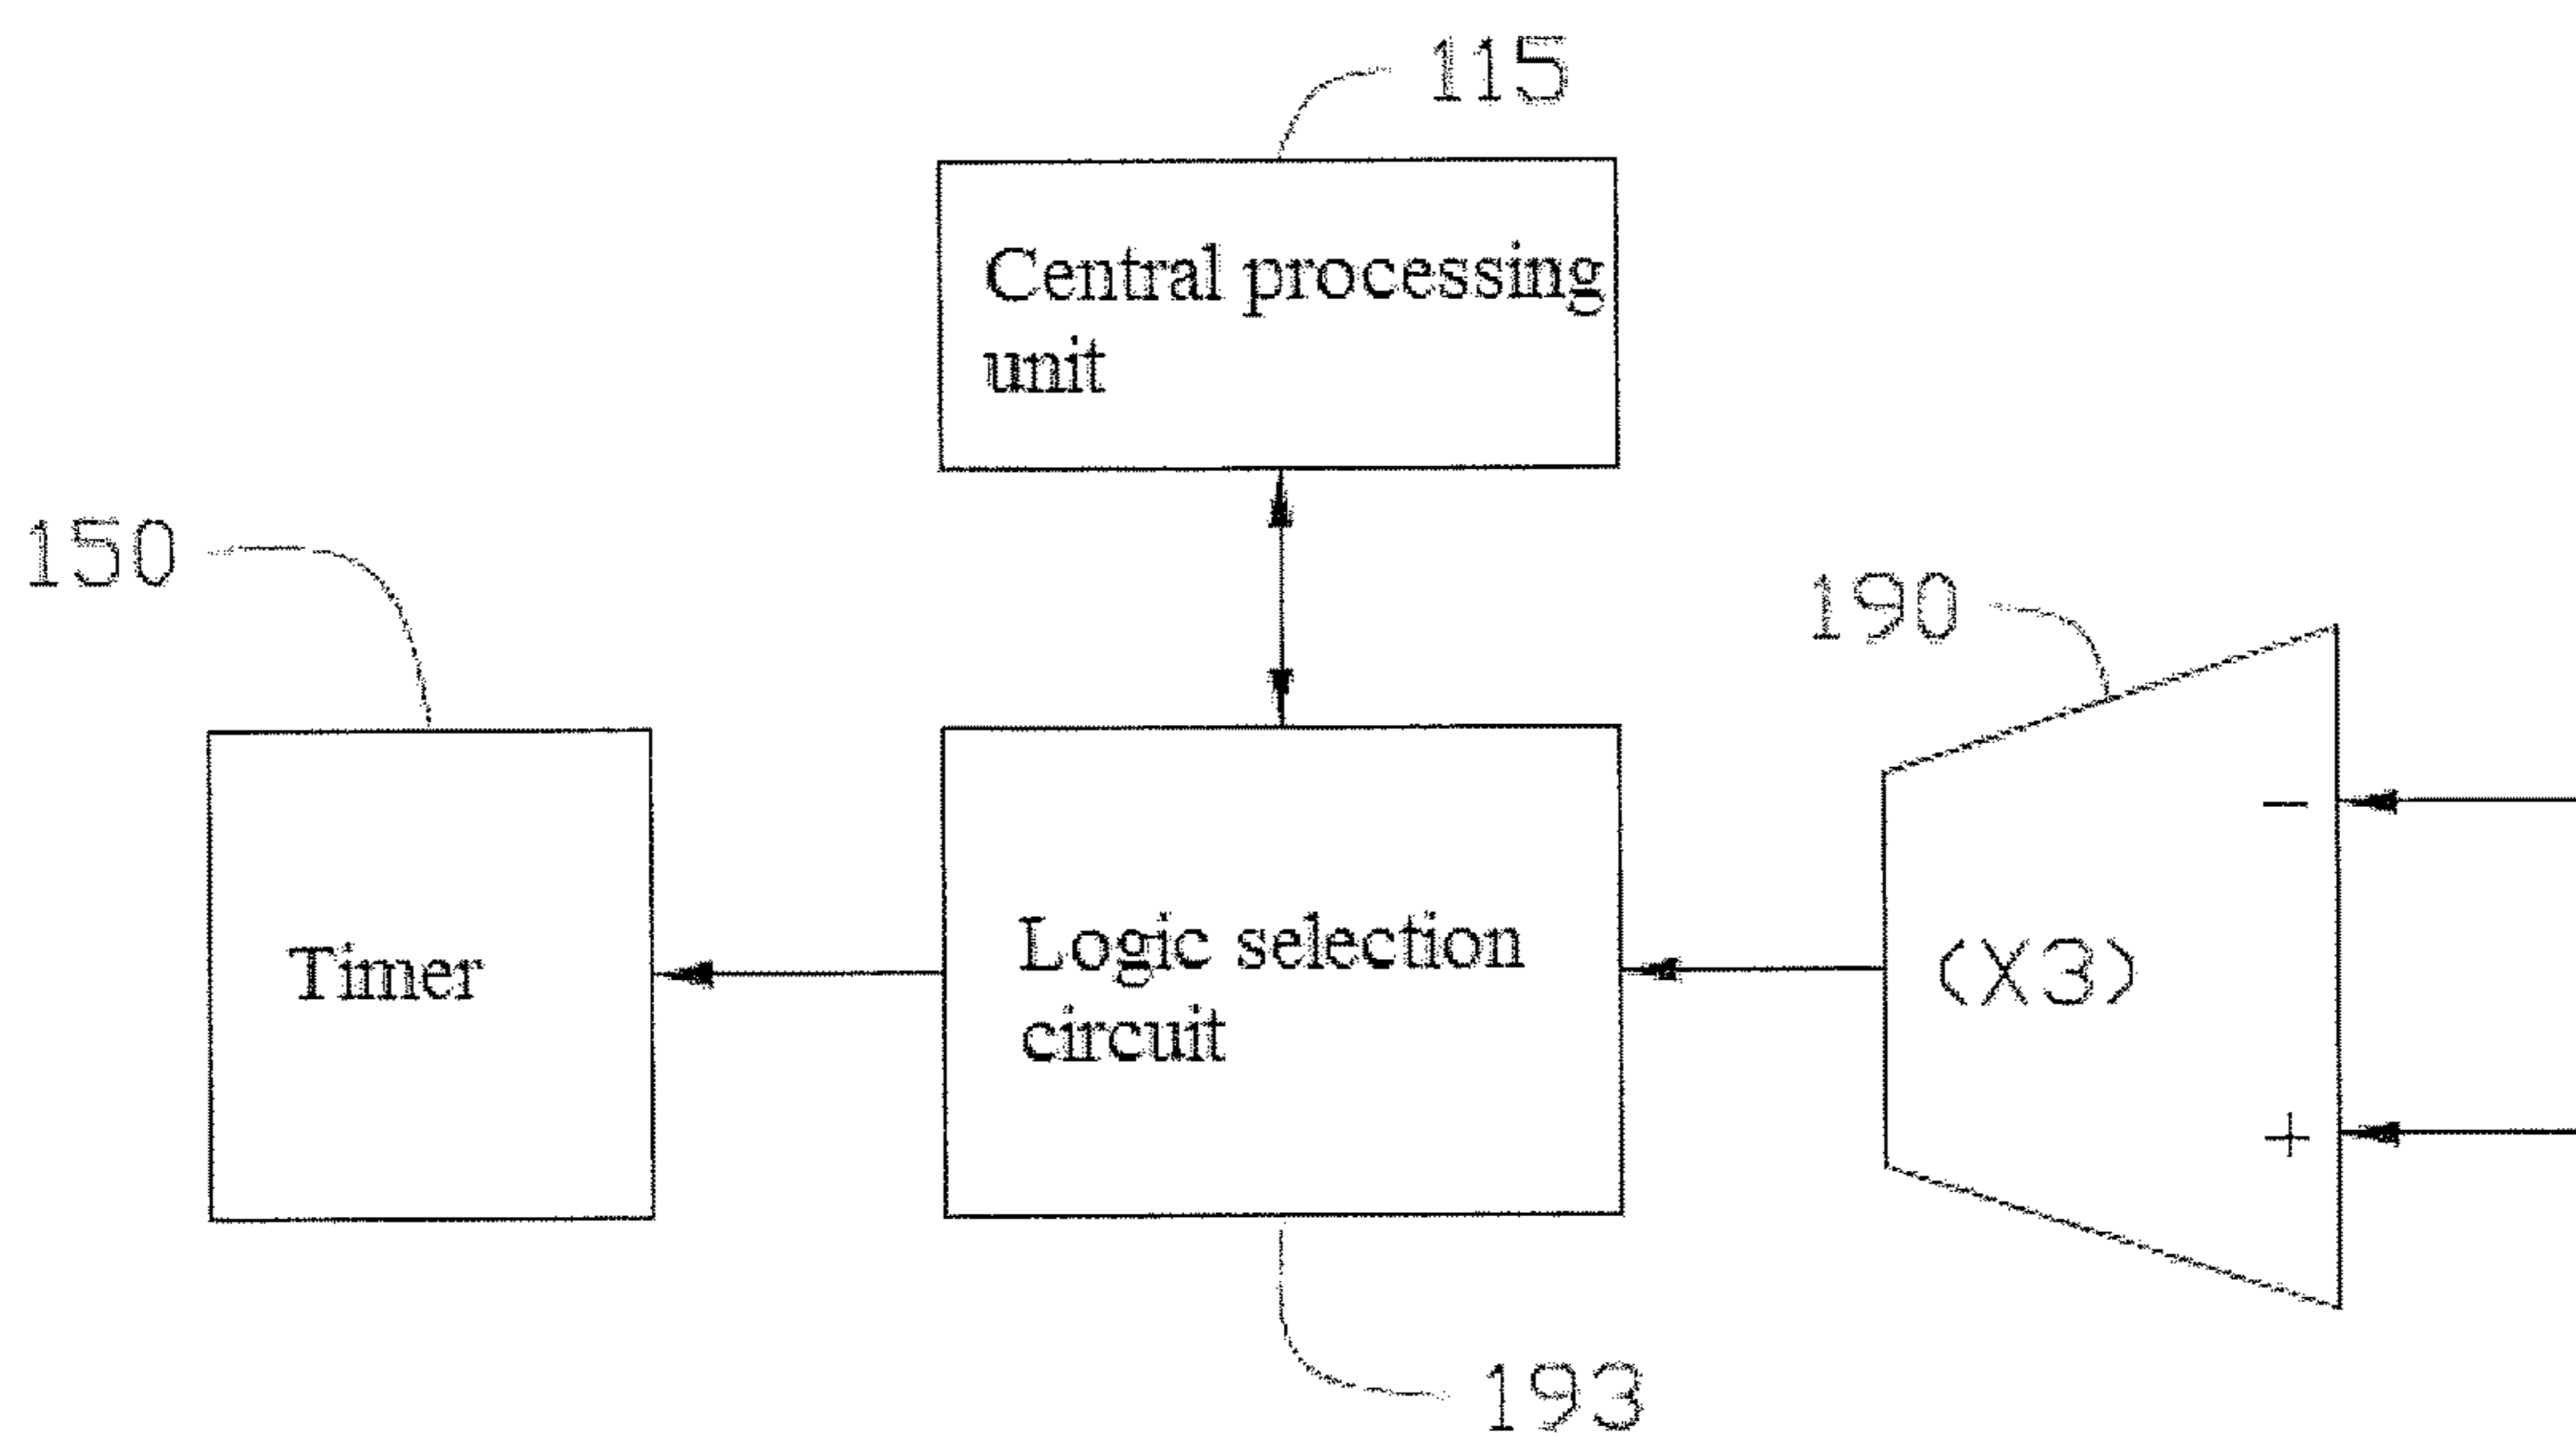 115
Central processing
unit
150
190
−
Timer
Logic selection
circuit
(X3)
+
193